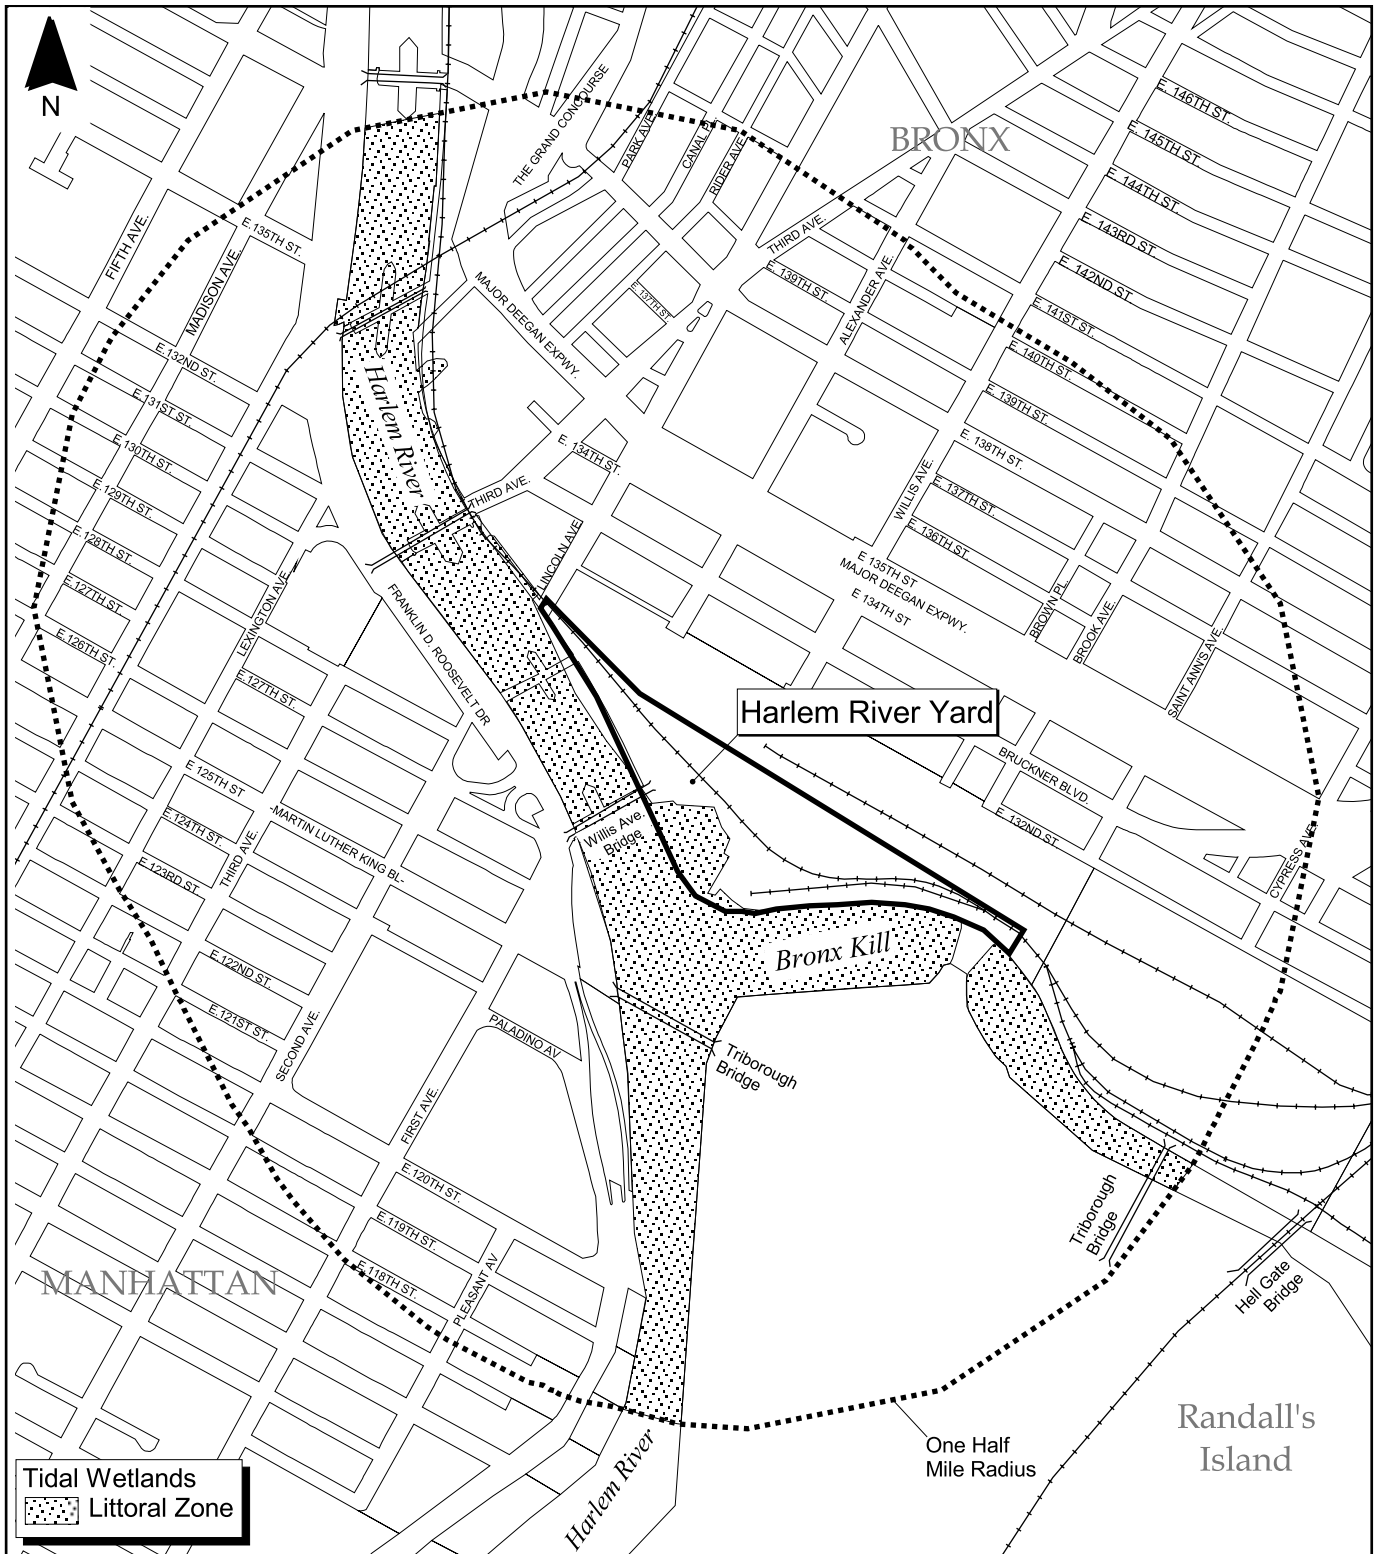 N
BRONX
THE GRAND CONCOURSE
PARK AVE.
CANAL PL.
RIDER AVE.
E. 146TH ST.
E. 145TH ST.
E. 144TH ST.
E. 143RD ST.
E. 142ND ST.
E. 141ST ST.
E. 140TH ST.
E. 139TH ST.
E. 138TH ST.
E. 137TH ST.
E. 136TH ST.
E 135TH ST
MAJOR DEEGAN EXPWY.
E 134TH ST
THIRD AVE.
E. 139TH ST.
ALEXANDER AVE.
E. 137TH ST.
MAJOR DEEGAN EXPWY.
FIFTH AVE.
MADISON AVE.
E.135TH ST.
E.132ND ST.
E.131ST ST.
E.130TH ST.
E.129TH ST.
E.128TH ST.
E.127TH ST.
E.126TH ST.
Harlem River
E. 134TH ST.
THIRD AVE.
LINCOLN AVE.
WILLIS AVE.
BROWN PL.
BROOK AVE.
SAINT ANN'S AVE.
CYPRESS AVE.
LEXINGTON AVE.
FRANKLIN D. ROOSEVELT DR
E.127TH ST.
Harlem River Yard
BRUCKNER BLVD.
E. 132ND ST.
E 125TH ST
-MARTIN LUTHER KING BL-
E.124TH ST.
E.123RD ST.
THIRD AVE.
Willis Ave.
Bridge
Bronx Kill
E.122ND ST.
E.121ST ST.
SECOND AVE.
PALADINO AV
Triborough
Bridge
FIRST AVE.
E.120TH ST.
E.119TH ST.
E.118TH ST.
PLEASANT AV
Triborough
Bridge
Hell Gate
Bridge
MANHATTAN
Randall's
Island
One Half
Mile Radius
Harlem River
Tidal Wetlands
Littoral Zone